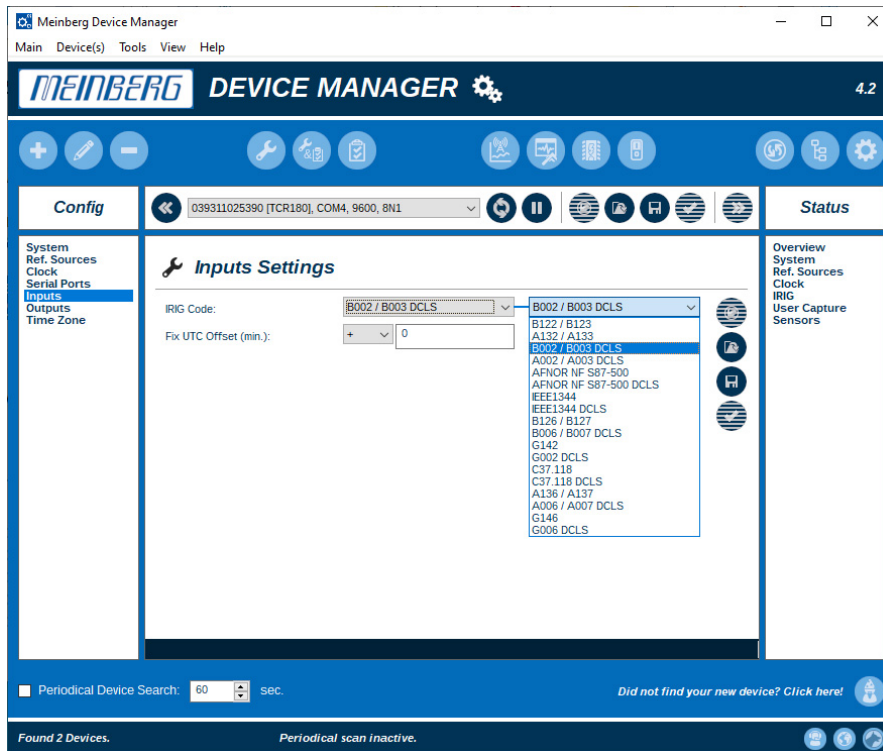 Meinberg Device Manager
Main Device(s) Tools View Help
MEINBERG DEVICE MANAGER 4.2
Config
039311025390 [TCR180], COM4, 9600, 8N1
Status
System
Ref. Sources
Clock
Serial Ports
Inputs
Outputs
Time Zone
Inputs Settings
IRIG Code: B002 / B003 DCLS B002 / B003 DCLS
Fix UTC Offset (min.): + 0
B122 / B123
A132 / A133
B002 / B003 DCLS
A002 / A003 DCLS
AFNOR NF S87-500
AFNOR NF S87-500 DCLS
IEEE1344
IEEE1344 DCLS
B126 / B127
B006 / B007 DCLS
G142
G002 DCLS
C37.118
C37.118 DCLS
A136 / A137
A006 / A007 DCLS
G146
G006 DCLS
Overview
System
Ref. Sources
Clock
IRIG
User Capture
Sensors
Periodical Device Search: 60 sec.
Did not find your new device? Click here!
Found 2 Devices. Periodical scan inactive.